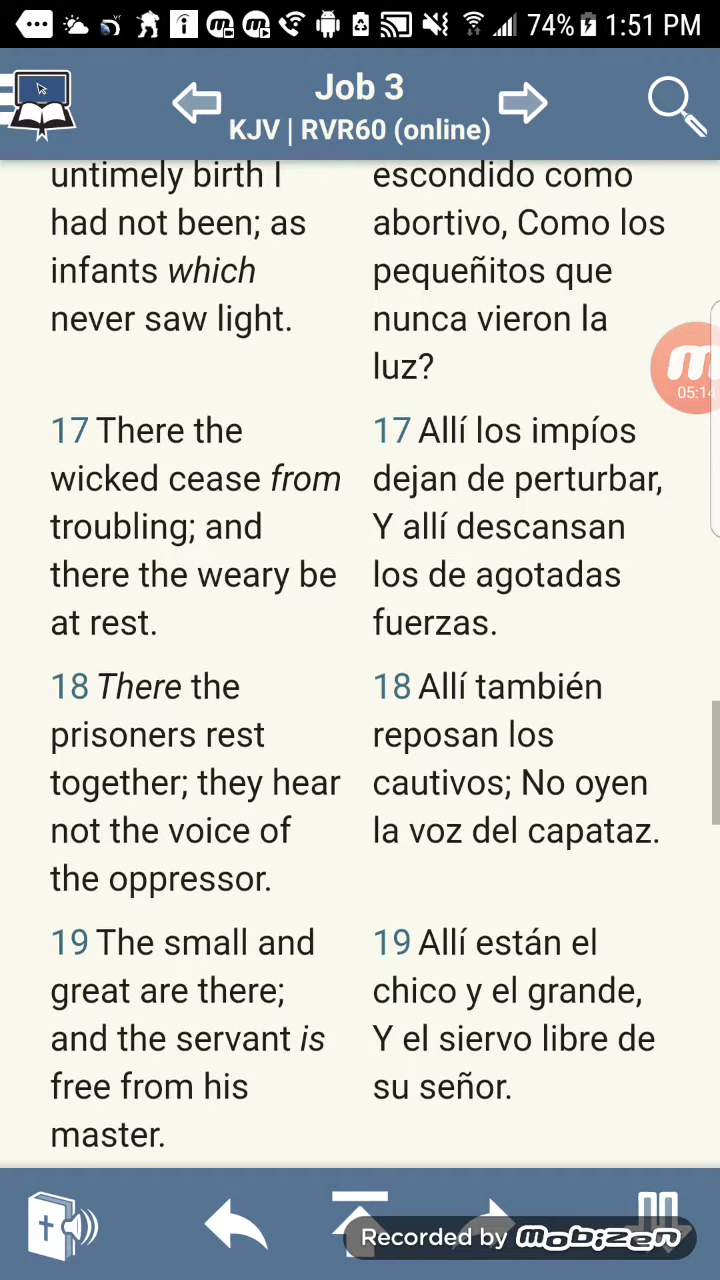 74% 1:51 PM
Job 3
KJV | RVR60 (online)
untimely birth I
had not been; as
infants which
never saw light.
17 There the
wicked cease from
troubling; and
there the weary be
at rest.
18 There the
prisoners rest
together; they hear
not the voice of
the oppressor.
19 The small and
great are there;
and the servant is
free from his
master.
escondido como
abortivo, Como los
pequeñitos que
nunca vieron la
luz?
17 Allí los impíos
dejan de perturbar,
Y allí descansan
los de agotadas
fuerzas.
18 Allí también
reposan los
cautivos; No oyen
la voz del capataz.
19 Allí están el
chico y el grande,
Y el siervo libre de
su señor.
05:14
Recorded by mobizen